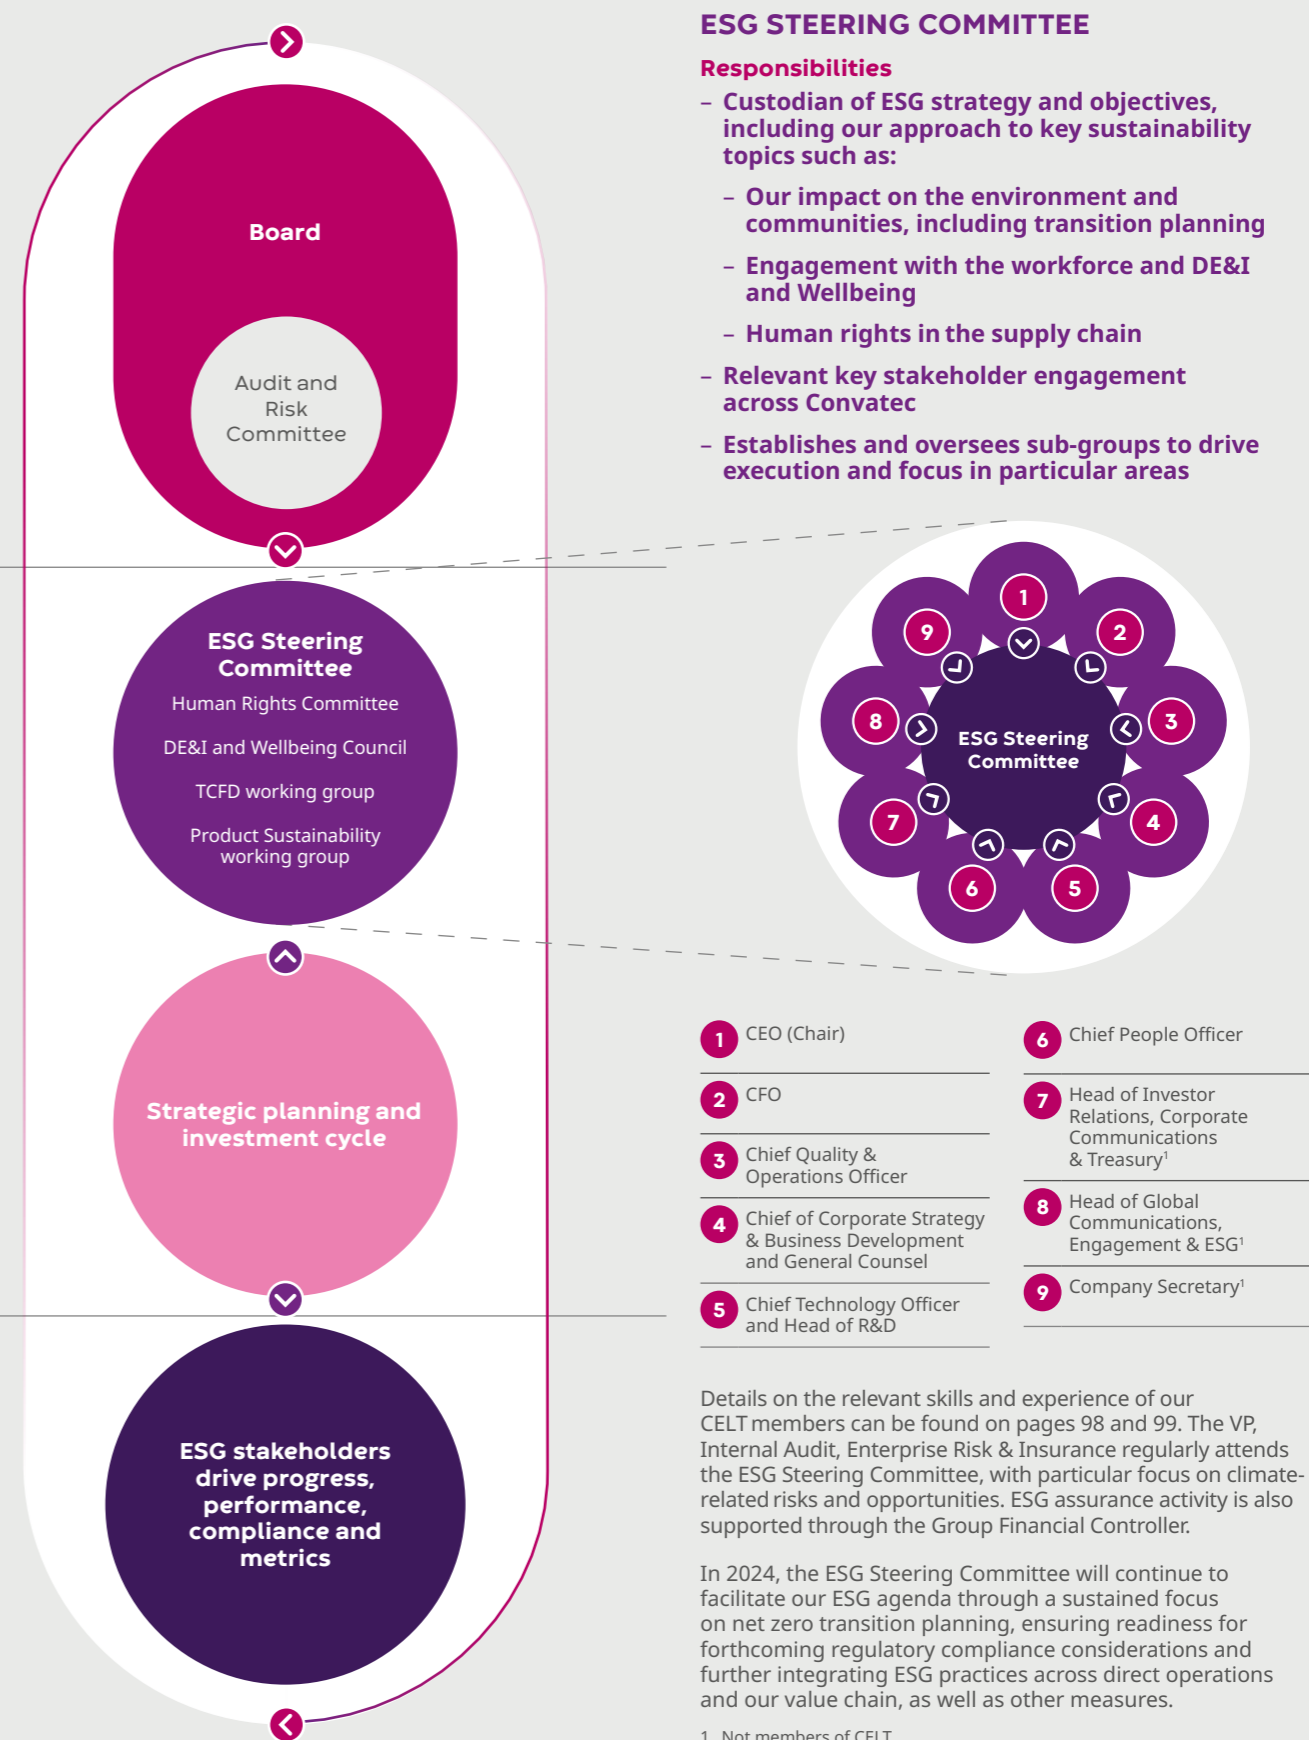 Board
Audit and
Risk
Committee
ESG Steering
Committee
Human Rights Committee
DE&I and Wellbeing Council
TCFD working group
Product Sustainability
working group
Strategic planning and
investment cycle
ESG stakeholders
drive progress,
performance,
compliance and
metrics
ESG STEERING COMMITTEE
Responsibilities
– Custodian of ESG strategy and objectives,
including our approach to key sustainability
topics such as:
– Our impact on the environment and
communities, including transition planning
– Engagement with the workforce and DE&I
and Wellbeing
– Human rights in the supply chain
– Relevant key stakeholder engagement
across Convatec
– Establishes and oversees sub-groups to drive
execution and focus in particular areas
1
2
3
4
5
6
7
8
9
ESG Steering
Committee
1 CEO (Chair)
2 CFO
3 Chief Quality &
Operations Officer
4 Chief of Corporate Strategy
& Business Development
and General Counsel
5 Chief Technology Officer
and Head of R&D
6 Chief People Officer
7 Head of Investor
Relations, Corporate
Communications
& Treasury¹
8 Head of Global
Communications,
Engagement & ESG¹
9 Company Secretary¹
Details on the relevant skills and experience of our
CELT members can be found on pages 98 and 99. The VP,
Internal Audit, Enterprise Risk & Insurance regularly attends
the ESG Steering Committee, with particular focus on climate-
related risks and opportunities. ESG assurance activity is also
supported through the Group Financial Controller.
In 2024, the ESG Steering Committee will continue to
facilitate our ESG agenda through a sustained focus
on net zero transition planning, ensuring readiness for
forthcoming regulatory compliance considerations and
further integrating ESG practices across direct operations
and our value chain, as well as other measures.
1 Not members of CELT